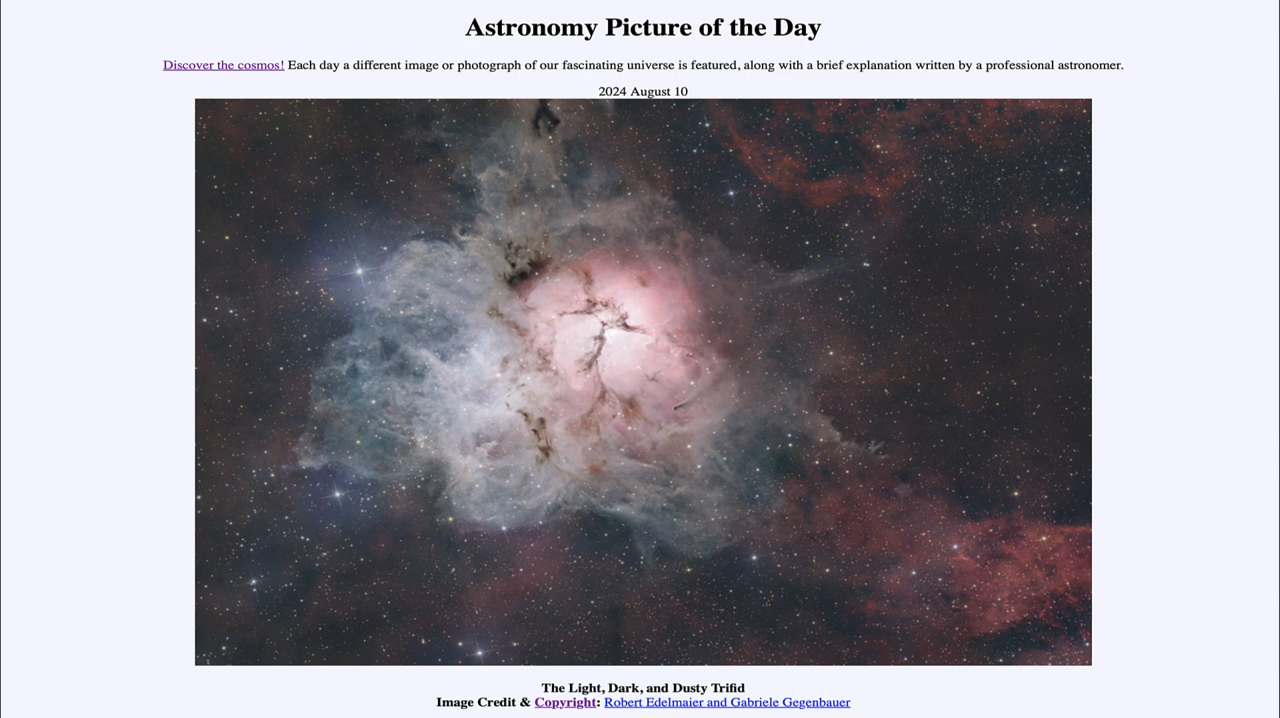 Astronomy Picture of the Day
Discover the cosmos! Each day a different image or photograph of our fascinating universe is featured, along with a brief explanation written by a professional astronomer.
2024 August 10
The Light, Dark, and Dusty Trifid
Image Credit & Copyright: Robert Edelmaier and Gabriele Gegenbauer